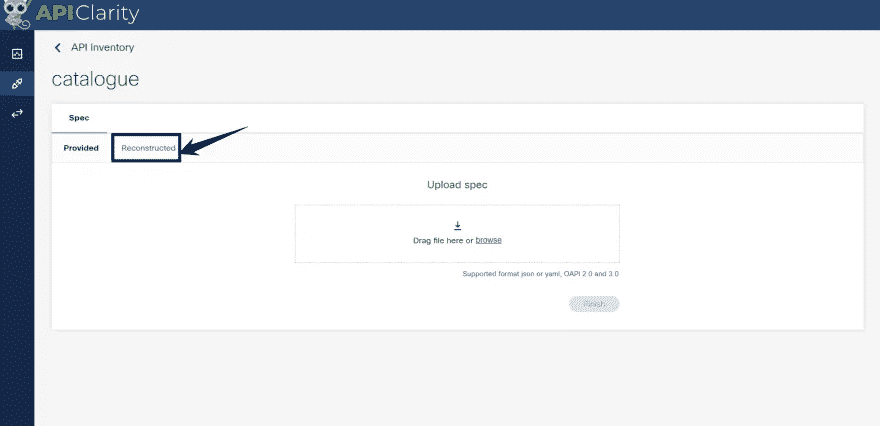 APIClarity
API Inventory
catalogue
Spec
Provided Reconstructed
Upload spec
Drag file here or browse
Supported format json or yaml, OAPI 2.0 and 3.0
Finish